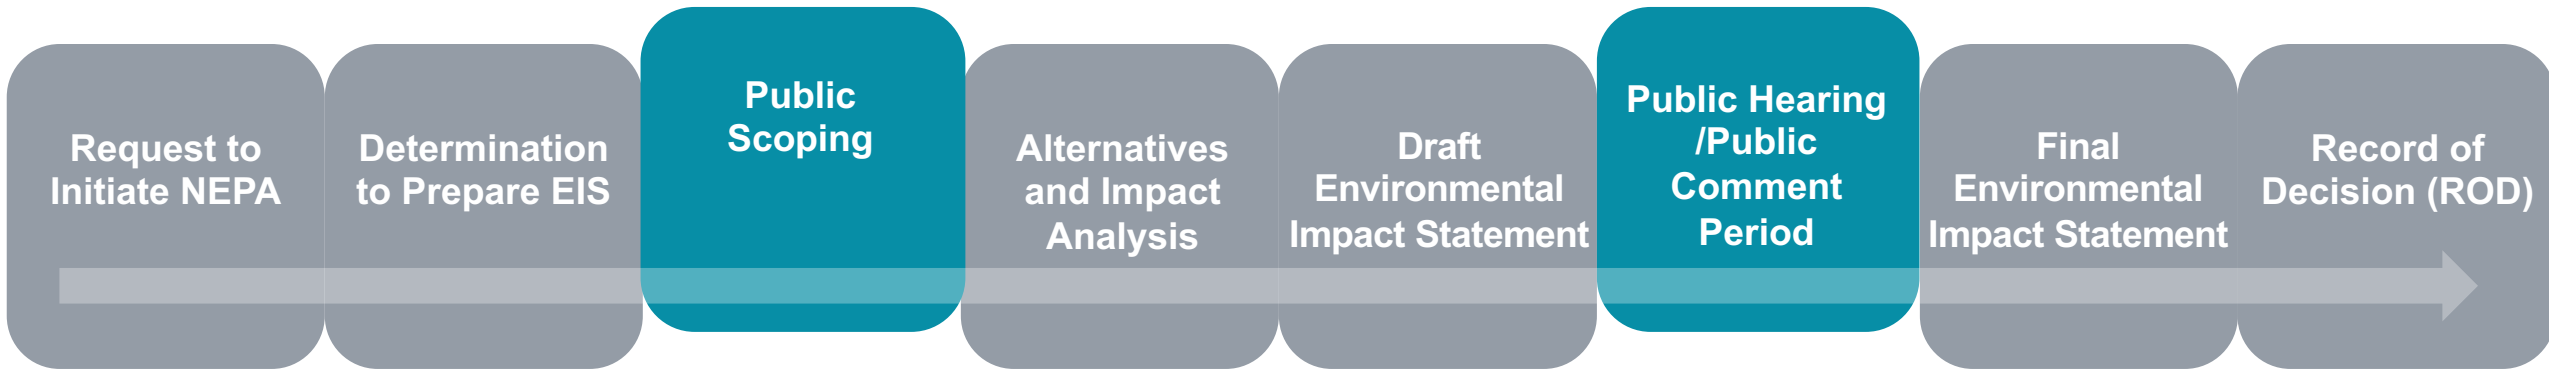 Request to
Initiate NEPA
Determination
to Prepare EIS
Public
Scoping
Alternatives
and Impact
Analysis
Draft
Environmental
Impact Statement
Public Hearing
/Public
Comment
Period
Final
Environmental
Impact Statement
Record of
Decision (ROD)